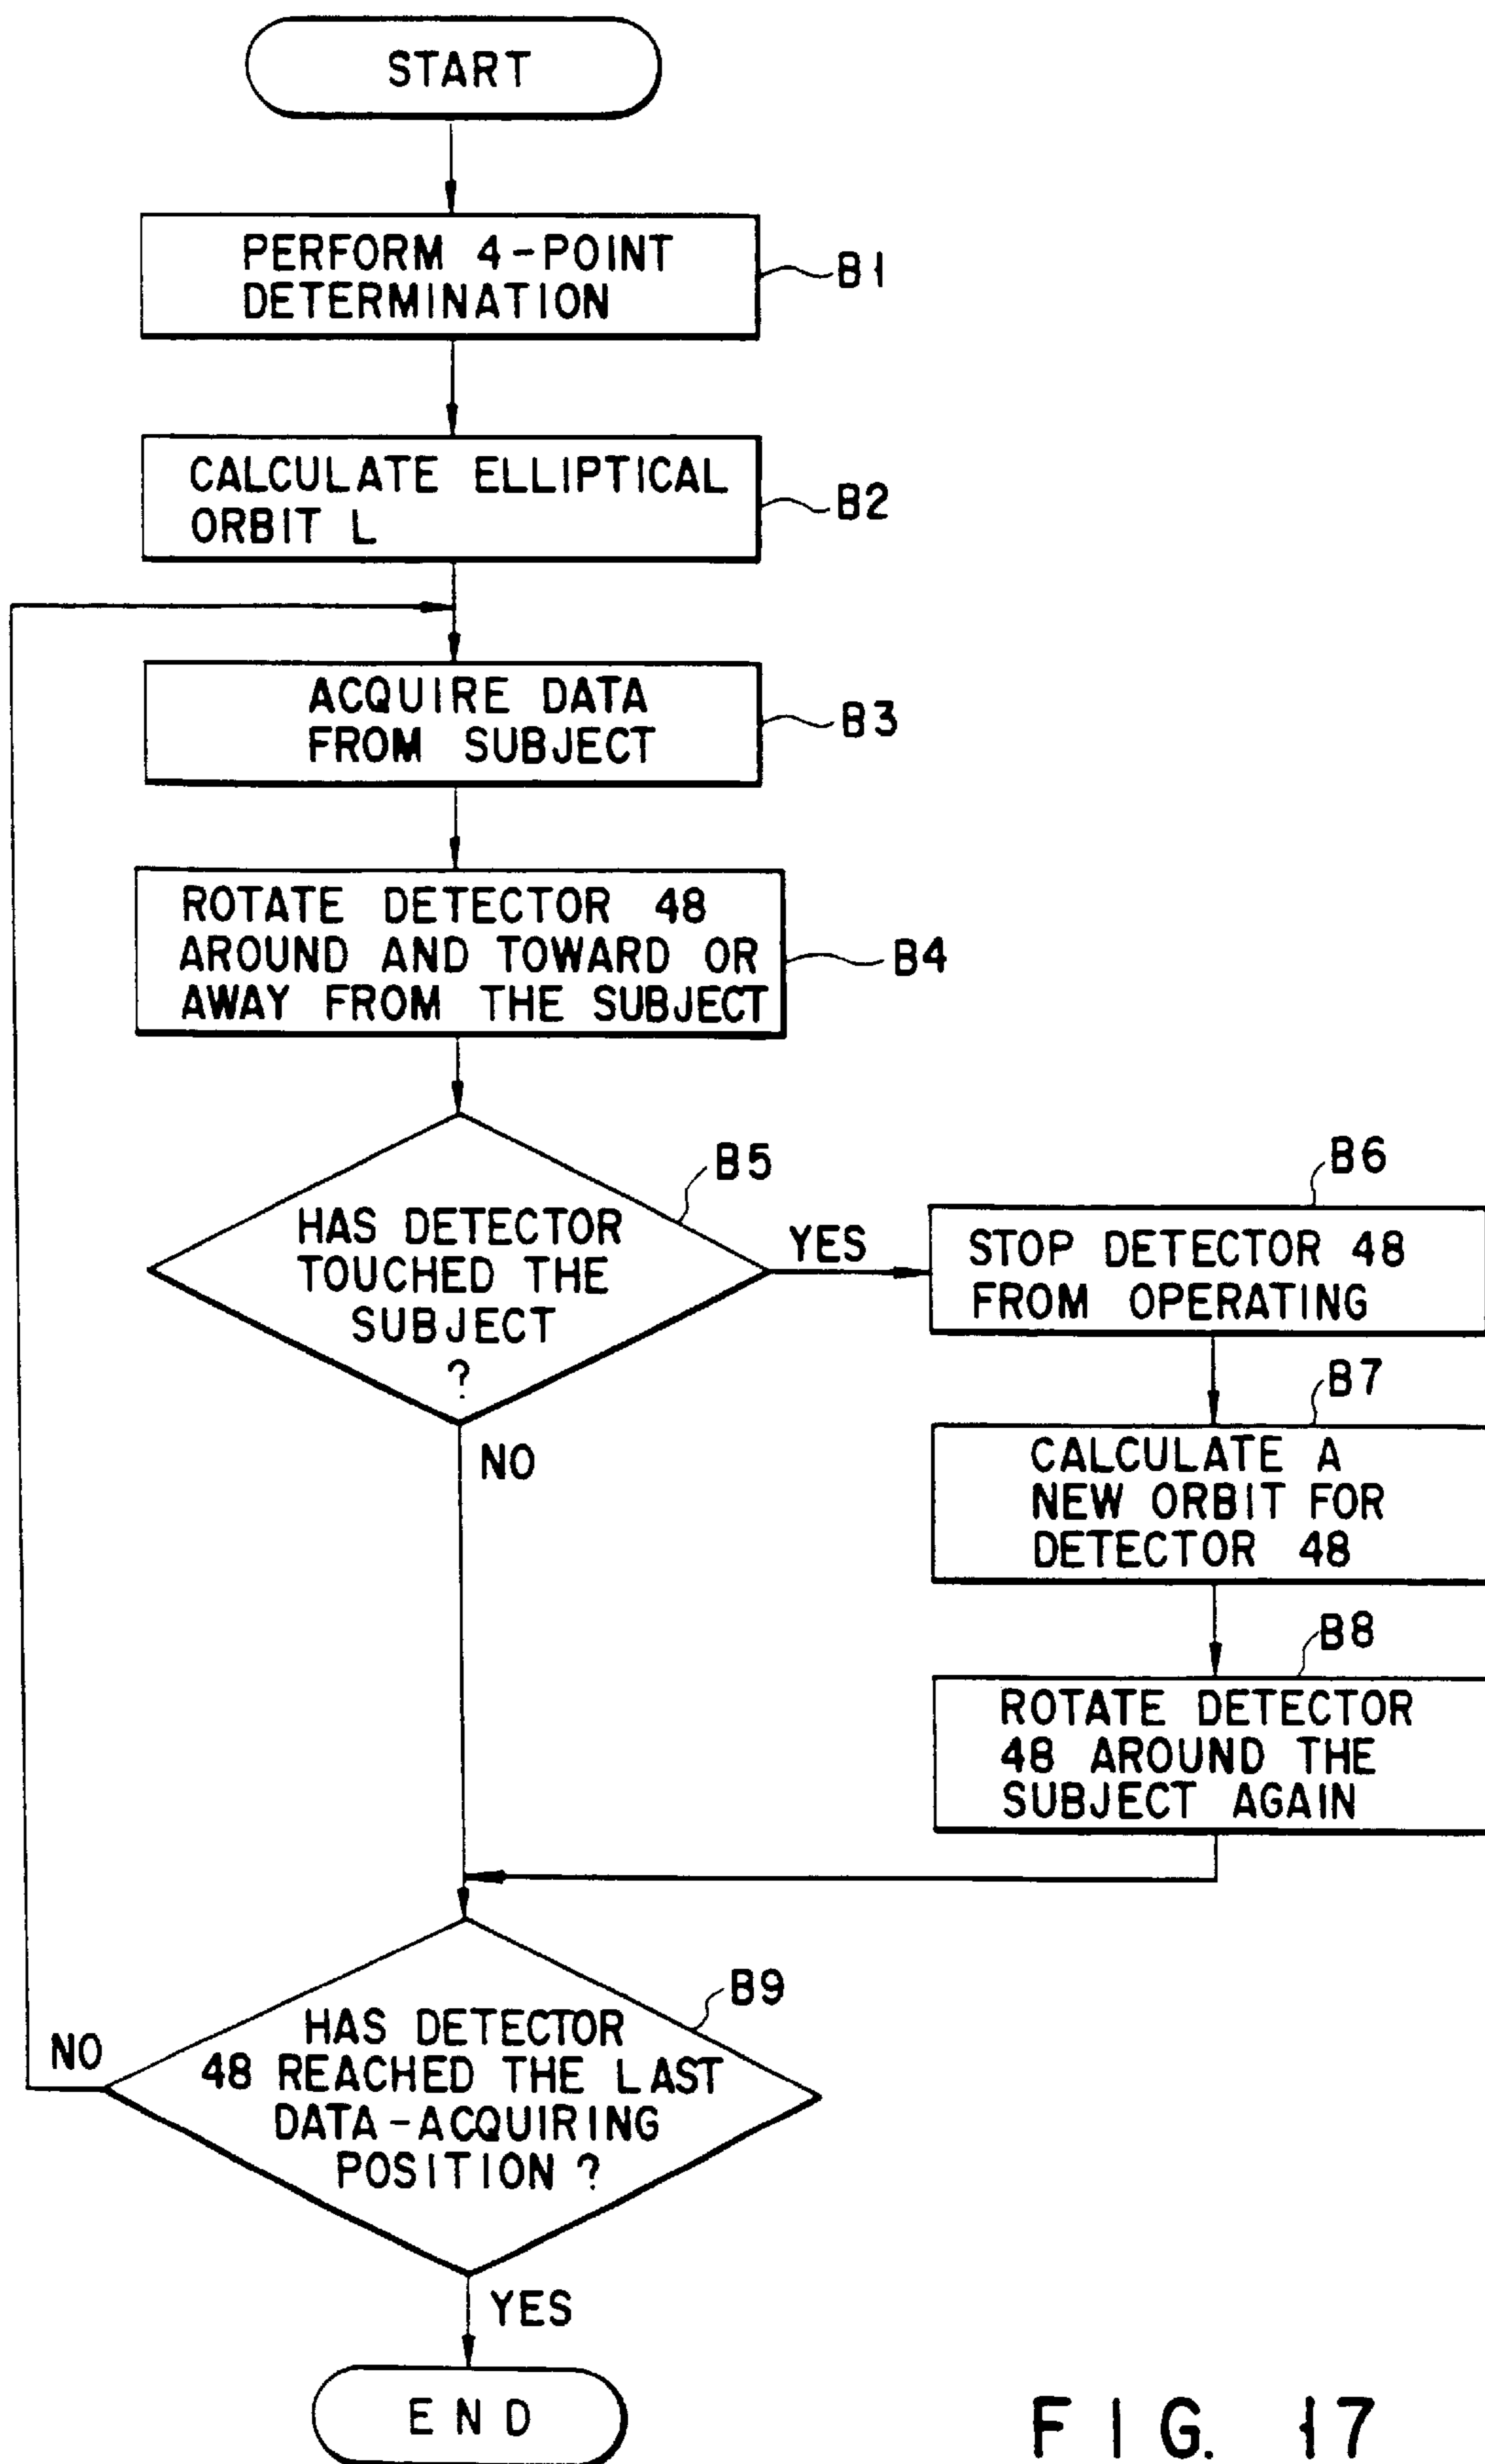 START
PERFORM 4-POINT
DETERMINATION
B1
CALCULATE ELLIPTICAL
ORBIT L
B2
ACQUIRE DATA
FROM SUBJECT
B3
ROTATE DETECTOR 48
AROUND AND TOWARD OR
AWAY FROM THE SUBJECT
B4
HAS DETECTOR
TOUCHED THE
SUBJECT
?
B5
YES
NO
STOP DETECTOR 48
FROM OPERATING
B6
CALCULATE A
NEW ORBIT FOR
DETECTOR 48
B7
ROTATE DETECTOR
48 AROUND THE
SUBJECT AGAIN
B8
HAS DETECTOR
48 REACHED THE LAST
DATA-ACQUIRING
POSITION ?
B9
NO
YES
END
FIG. 17